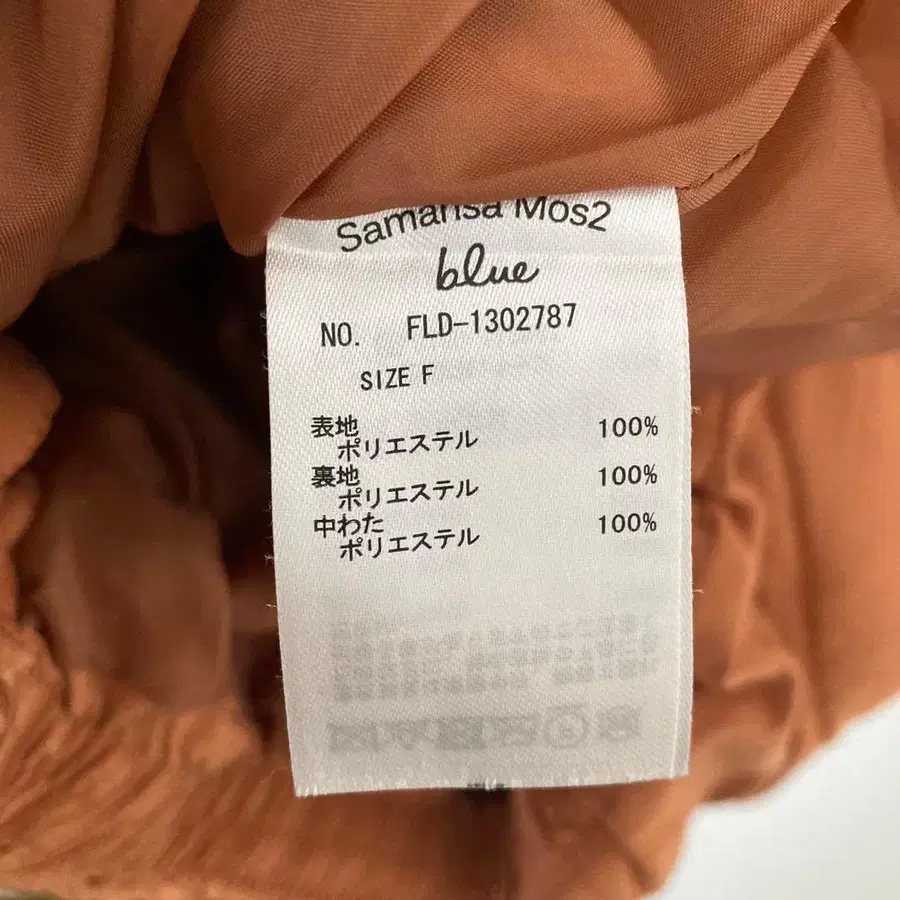 Samansa Mos2
blue
NO. FLD-1302787
SIZE F
表地
ポリエステル 100%
裏地
ポリエステル 100%
中わた
ポリエステル 100%